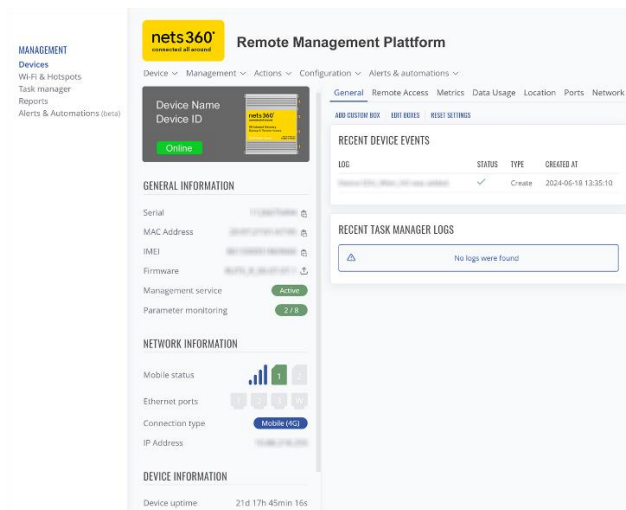 MANAGEMENT
Devices
Wi-Fi & Hotspots
Task manager
Reports
Alerts & Automations (beta)
nets360°
connected all around
Remote Management Plattform
Device Management Actions Configuration Alerts & automations
Device Name
Device ID
Online
nets360°
General Remote Access Metrics Data Usage Location Ports Network
ADD CUSTOM BOX EDIT BOXES RESET SETTINGS
RECENT DEVICE EVENTS
LOG STATUS TYPE CREATED AT
Create 2024-06-18 13:35:10
RECENT TASK MANAGER LOGS
No logs were found
GENERAL INFORMATION
Serial
MAC Address
IMEI
Firmware
Management service Active
Parameter monitoring 2 / 8
NETWORK INFORMATION
Mobile status 1
Ethernet ports
Connection type Mobile (4G)
IP Address
DEVICE INFORMATION
Device uptime 21d 17h 45min 16s